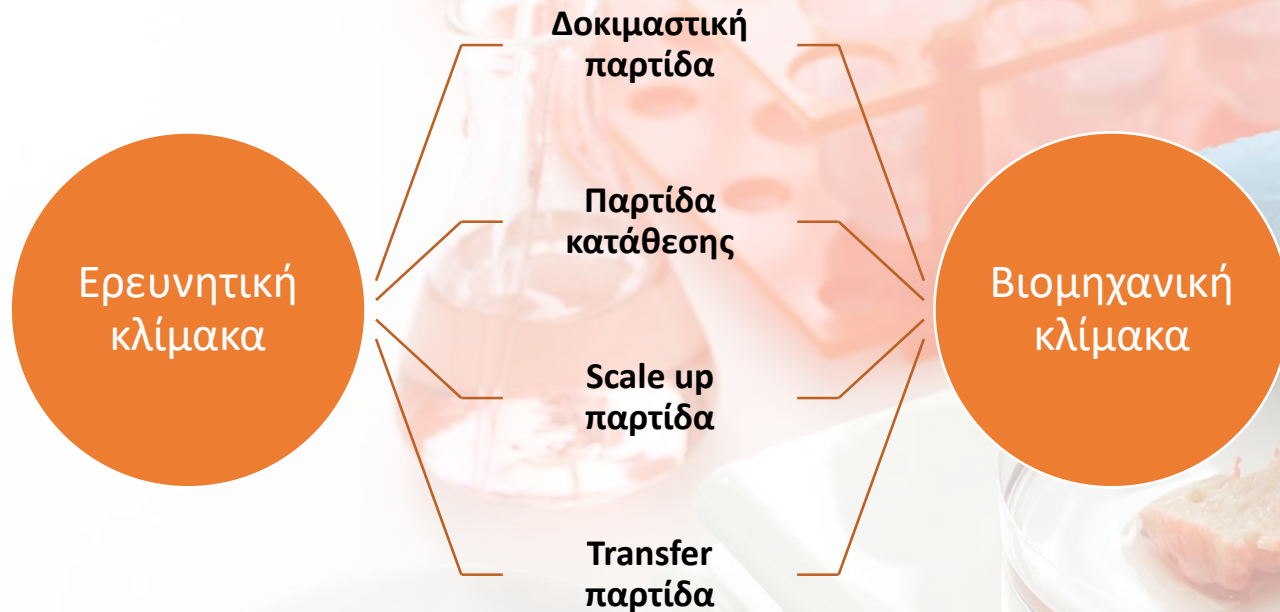 Δοκιμαστική
παρτίδα
Παρτίδα
κατάθεσης
Ερευνητική
κλίμακα
Βιομηχανική
κλίμακα
Scale up
παρτίδα
Transfer
παρτίδα